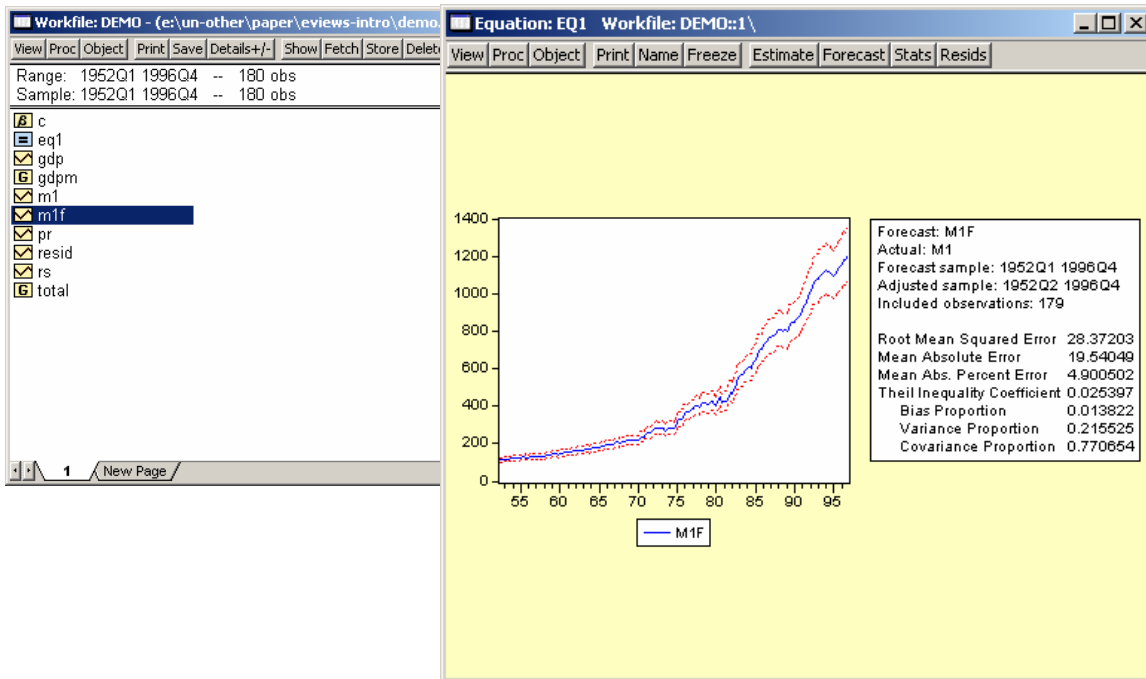 Workfile: DEMO - (e:\un-other\paper\eviews-intro\demo.
View Proc Object Print Save Details+/- Show Fetch Store Delete
Range: 1952Q1 1996Q4 -- 180 obs
Sample: 1952Q1 1996Q4 -- 180 obs
β c
= eq1
gdp
G gdpm
m1
m1f
pr
resid
rs
G total
1 New Page
Equation: EQ1 Workfile: DEMO::1\
View Proc Object Print Name Freeze Estimate Forecast Stats Resids
1400
1200
1000
800
600
400
200
0
55 60 65 70 75 80 85 90 95
M1F
Forecast: M1F
Actual: M1
Forecast sample: 1952Q1 1996Q4
Adjusted sample: 1952Q2 1996Q4
Included observations: 179
Root Mean Squared Error 28.37203
Mean Absolute Error 19.54049
Mean Abs. Percent Error 4.900502
Theil Inequality Coefficient 0.025397
Bias Proportion 0.013822
Variance Proportion 0.215525
Covariance Proportion 0.770654